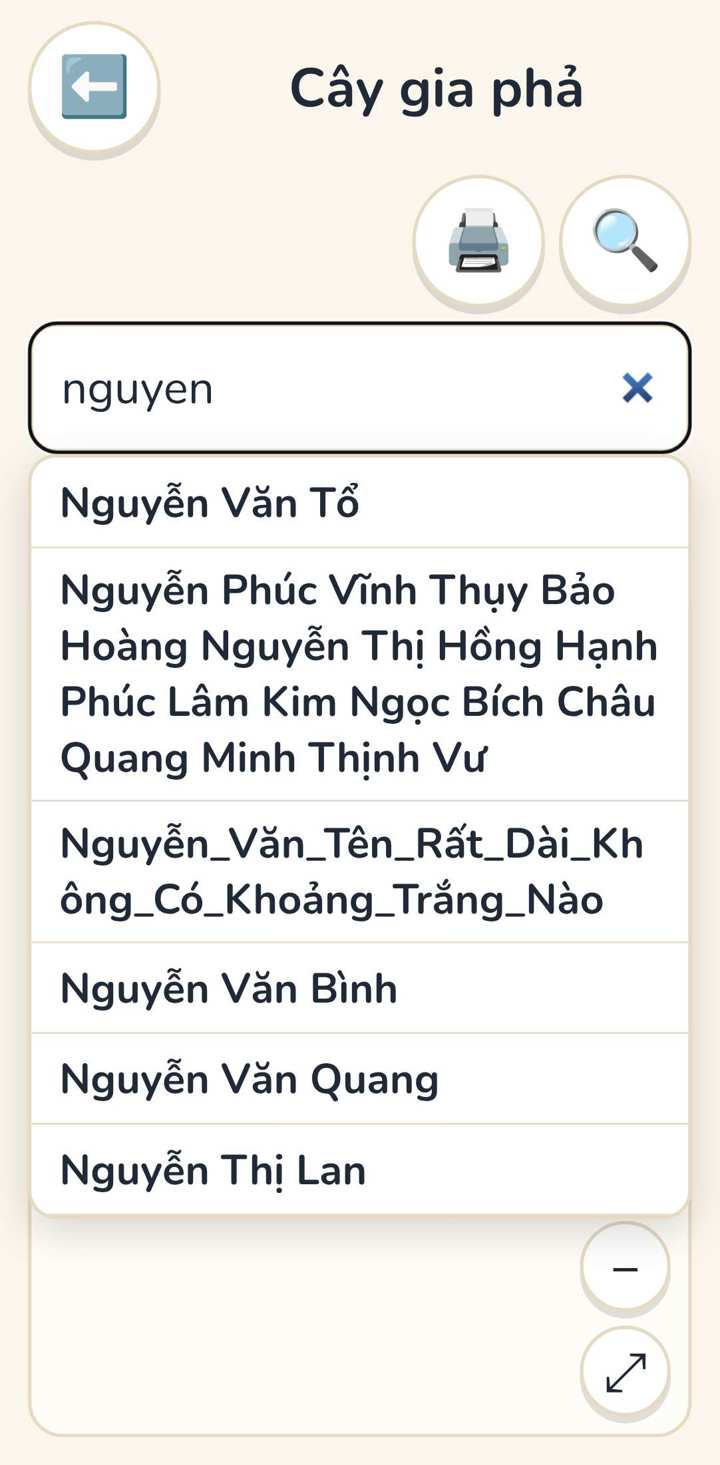 Cây gia phả
nguyen
Nguyễn Văn Tổ
Nguyễn Phúc Vĩnh Thụy Bảo
Hoàng Nguyễn Thị Hồng Hạnh
Phúc Lâm Kim Ngọc Bích Châu
Quang Minh Thịnh Vư
Nguyễn_Văn_Tên_Rất_Dài_Kh
ông_Có_Khoảng_Trắng_Nào
Nguyễn Văn Bình
Nguyễn Văn Quang
Nguyễn Thị Lan